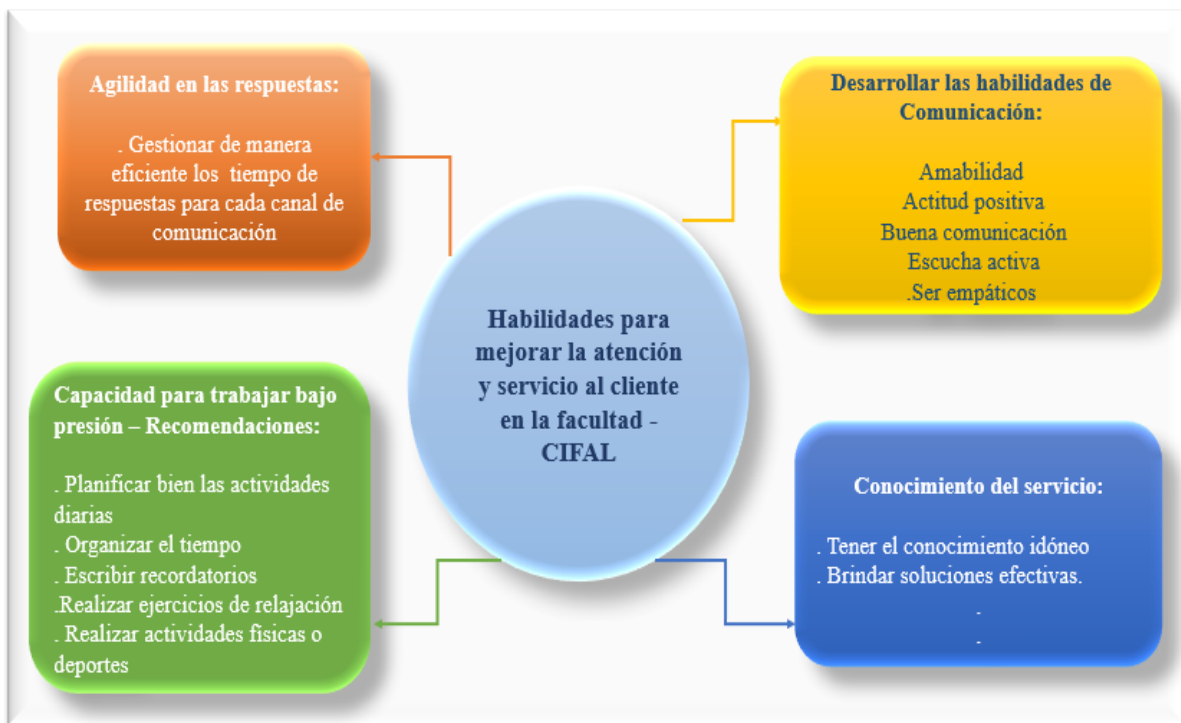 Agilidad en las respuestas:
. Gestionar de manera
eficiente los  tiempo de
respuestas para cada canal de
comunicación
Desarrollar las habilidades de
Comunicación:
Amabilidad
Actitud positiva
Buena comunicación
Escucha activa
.Ser empáticos
Habilidades para
mejorar la atención
y servicio al cliente
en la facultad -
CIFAL
Capacidad para trabajar bajo
presión – Recomendaciones:
. Planificar bien las actividades
diarias
. Organizar el tiempo
. Escribir recordatorios
.Realizar ejercicios de relajación
. Realizar actividades físicas o
deportes
Conocimiento del servicio:
. Tener el conocimiento idóneo
. Brindar soluciones efectivas.
.
.